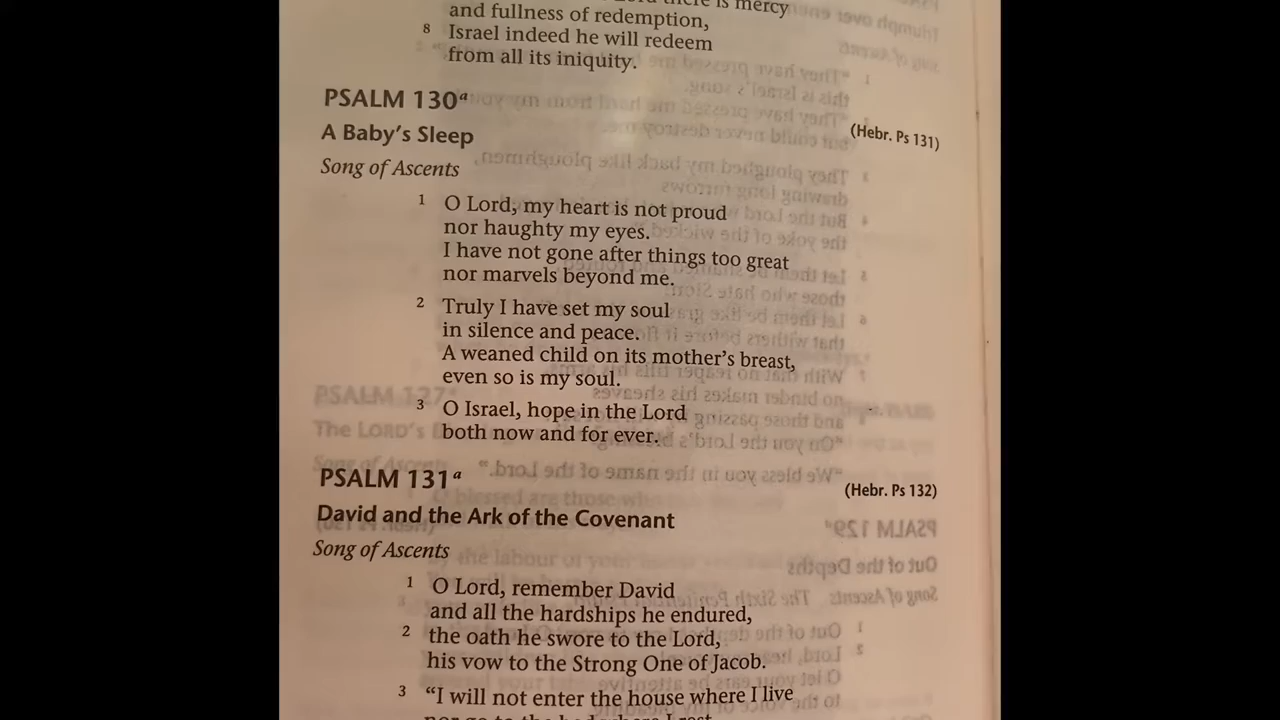 there is mercy
and fullness of redemption,
8 Israel indeed he will redeem
from all its iniquity.
PSALM 130a
(Hebr. Ps 131)
A Baby's Sleep
Song of Ascents
1 O Lord, my heart is not proud
nor haughty my eyes.
I have not gone after things too great
nor marvels beyond me.
2 Truly I have set my soul
in silence and peace.
A weaned child on its mother's breast,
even so is my soul.
3 O Israel, hope in the Lord
both now and for ever.
PSALM 131a
(Hebr. Ps 132)
David and the Ark of the Covenant
Song of Ascents
1 O Lord, remember David
and all the hardships he endured,
2 the oath he swore to the Lord,
his vow to the Strong One of Jacob.
3 “I will not enter the house where I live